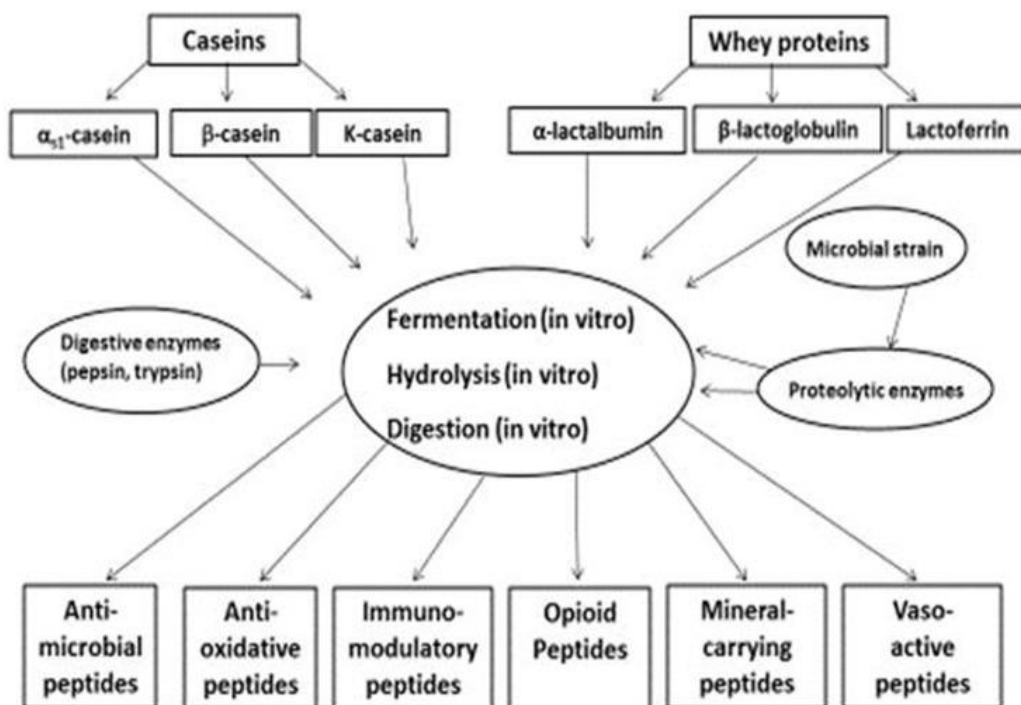 Caseins
Whey proteins
αs1-casein
β-casein
K-casein
α-lactalbumin
β-lactoglobulin
Lactoferrin
Microbial strain
Digestive enzymes
(pepsin, trypsin)
Fermentation (in vitro)
Hydrolysis (in vitro)
Digestion (in vitro)
Proteolytic enzymes
Anti-
microbial
peptides
Anti-
oxidative
peptides
Immuno-
modulatory
peptides
Opioid
Peptides
Mineral-
carrying
peptides
Vaso-
active
peptides